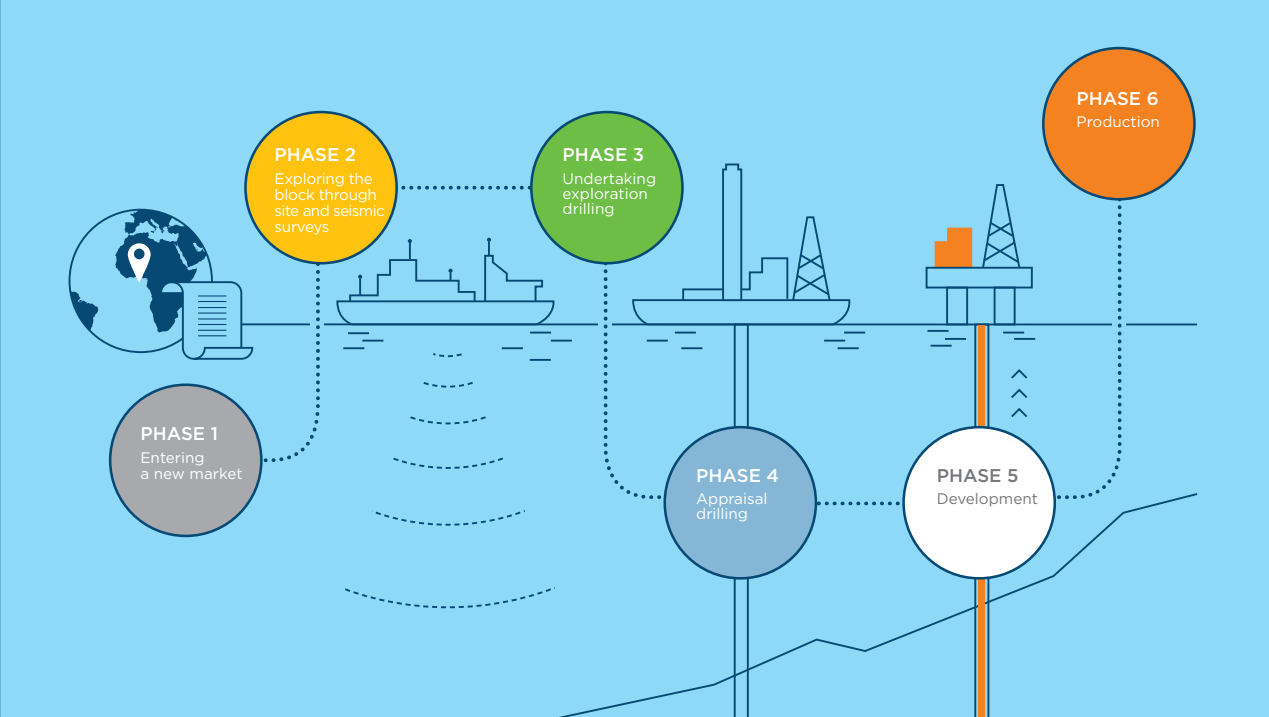 PHASE 1
Entering
a new market
PHASE 2
Exploring the
block through
site and seismic
surveys
PHASE 3
Undertaking
exploration
drilling
PHASE 4
Appraisal
drilling
PHASE 5
Development
PHASE 6
Production